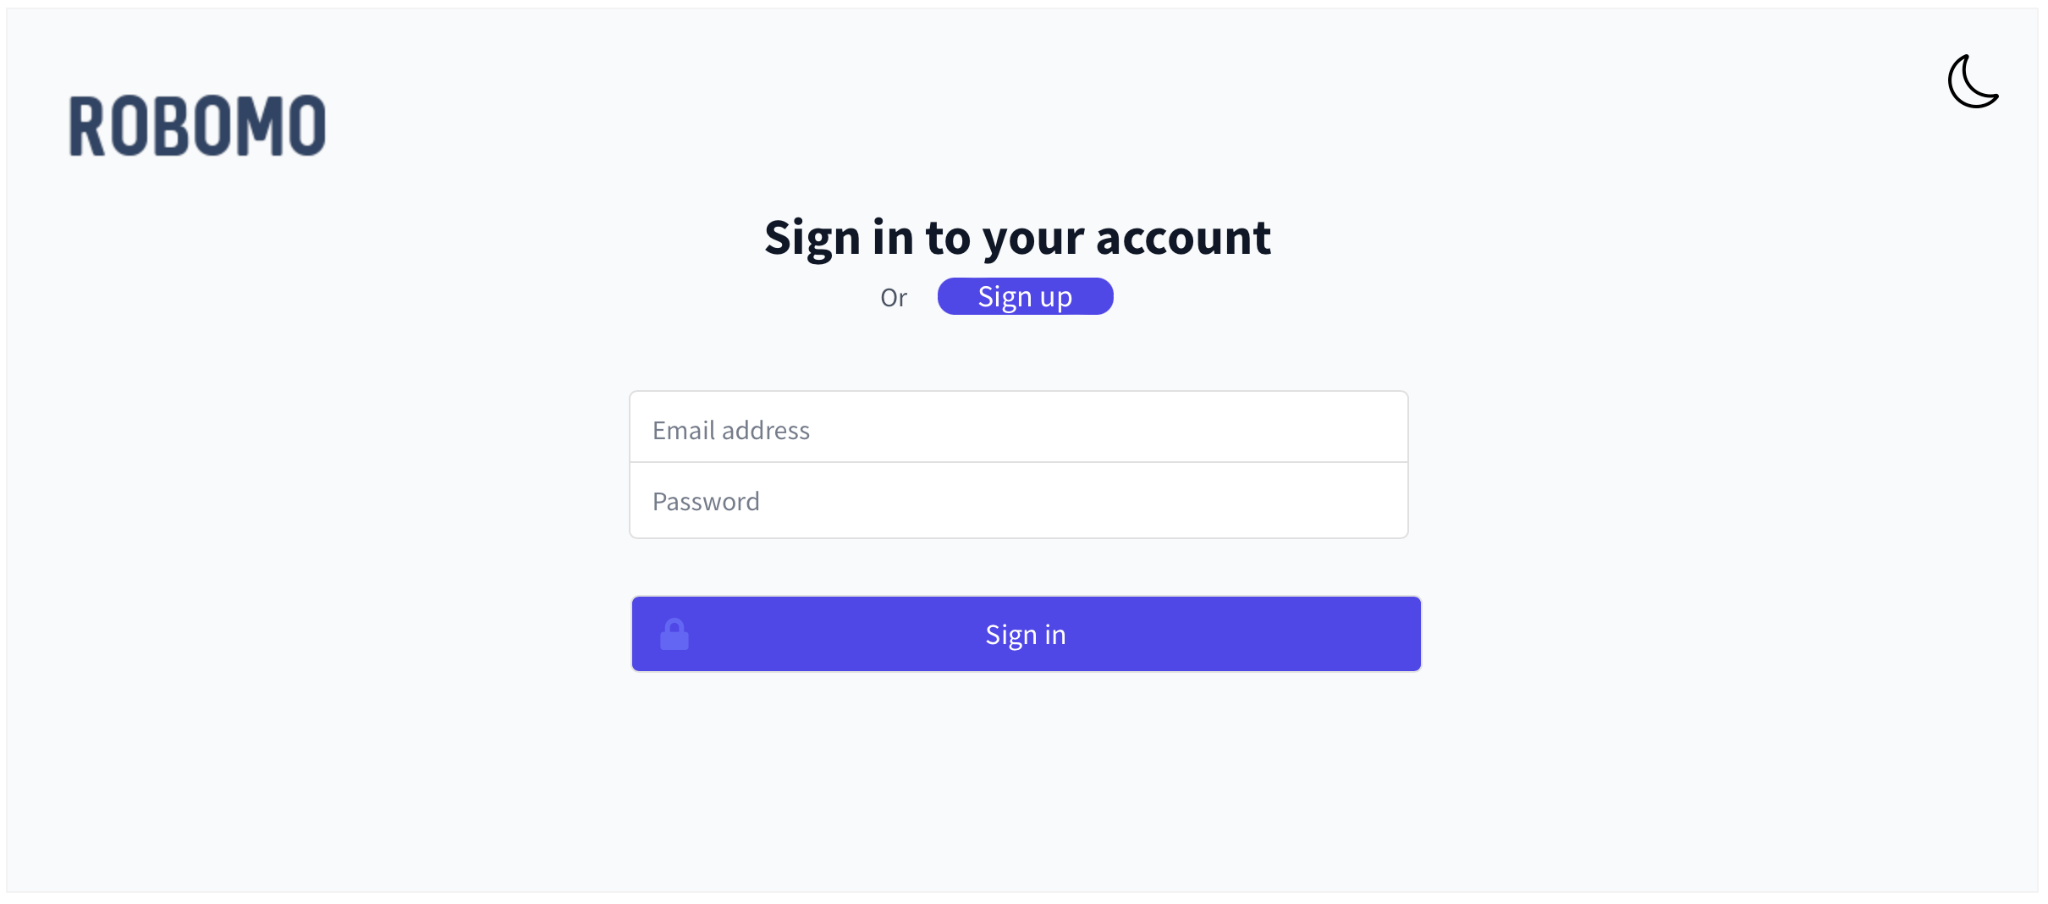 ROBOMO
Sign in to your account
Or Sign up
Email address
Password
Sign in